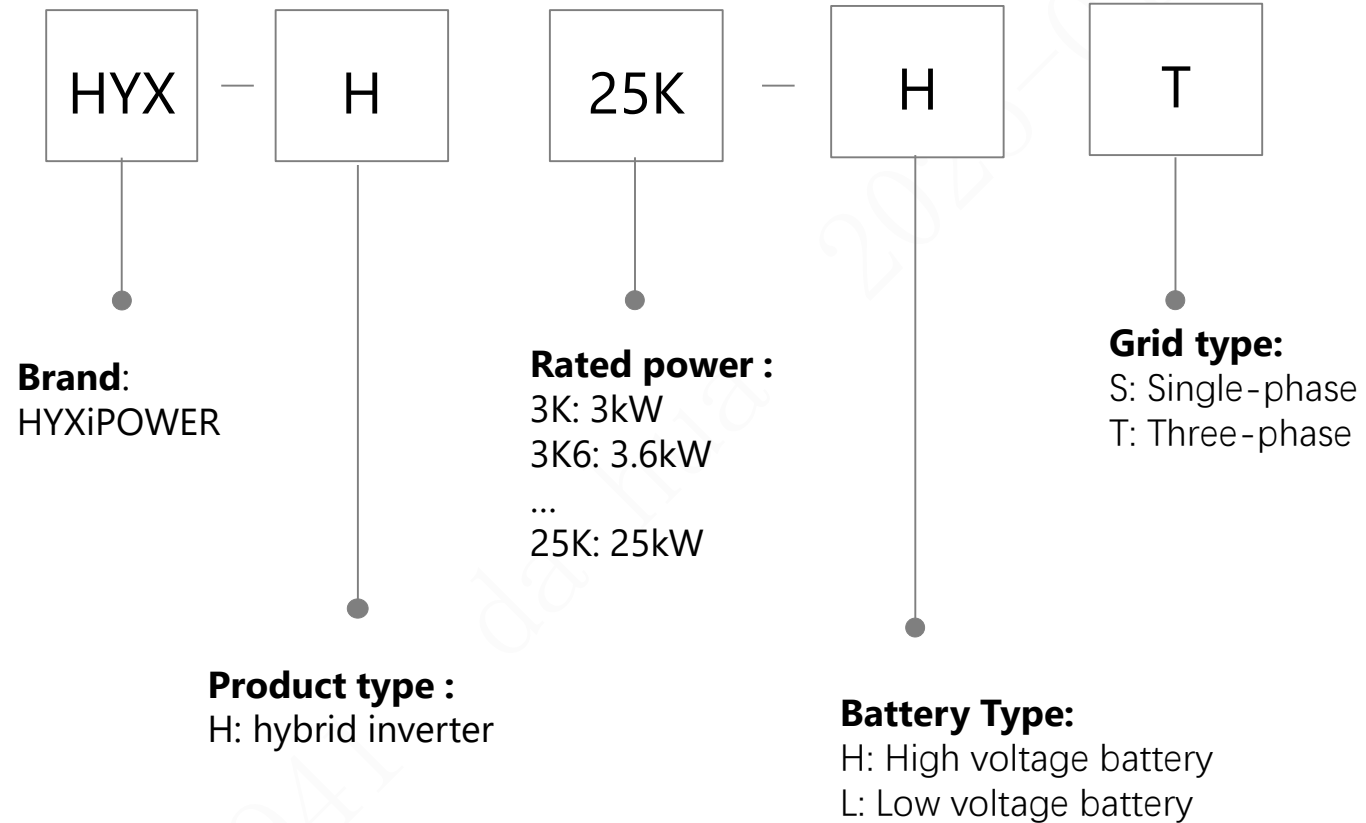 HYX — H 25K — H T
Brand:
HYXiPOWER
Product type :
H: hybrid inverter
Rated power :
3K: 3kW
3K6: 3.6kW
...
25K: 25kW
Battery Type:
H: High voltage battery
L: Low voltage battery
Grid type:
S: Single-phase
T: Three-phase